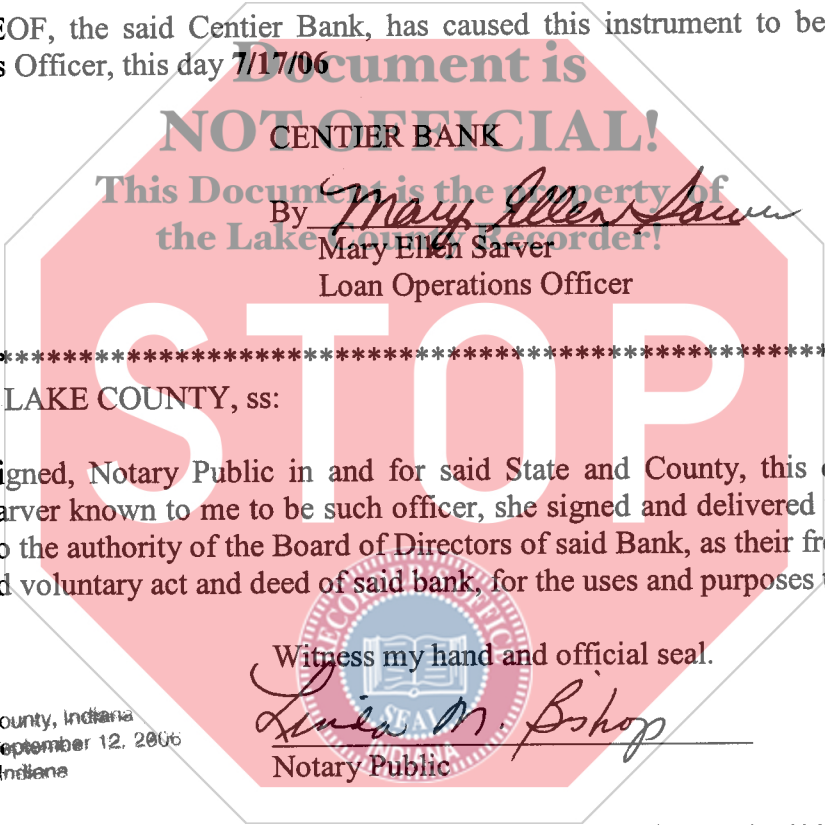 EOF, the said Centier Bank, has caused this instrument to be
s Officer, this day 7/17/06
Document is
NOT OFFICIAL!
CENTIER BANK
This Document is the property of
the Lake County Recorder!
By Mary Ellen Sarver
Mary Ellen Sarver
Loan Operations Officer
STOP
****************************************************
LAKE COUNTY, ss:
igned, Notary Public in and for said State and County, this
arver known to me to be such officer, she signed and delivered
o the authority of the Board of Directors of said Bank, as their fr
d voluntary act and deed of said bank, for the uses and purposes
RECORDER'S OFFICE
SEAL
INDIANA
Witness my hand and official seal.
ounty, Indiana
eptember 12, 2006
Indiana
Linda M. Bishop
Notary Public